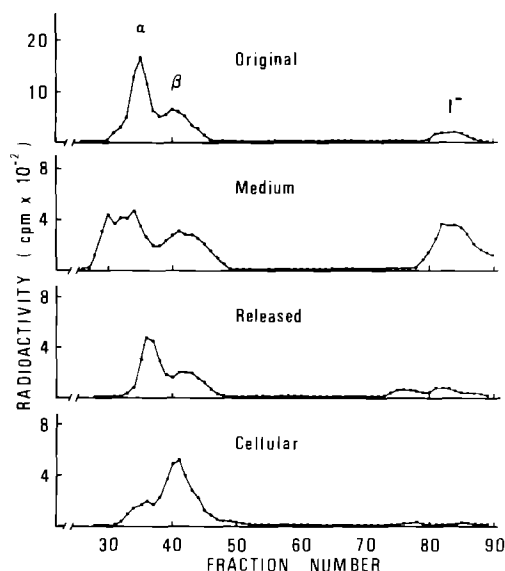 α
β
I⁻
Original
20
10
Medium
8
4
Released
8
4
Cellular
8
4
RADIOACTIVITY ( cpm x 10⁻² )
30 40 50 60 70 80 90
FRACTION NUMBER